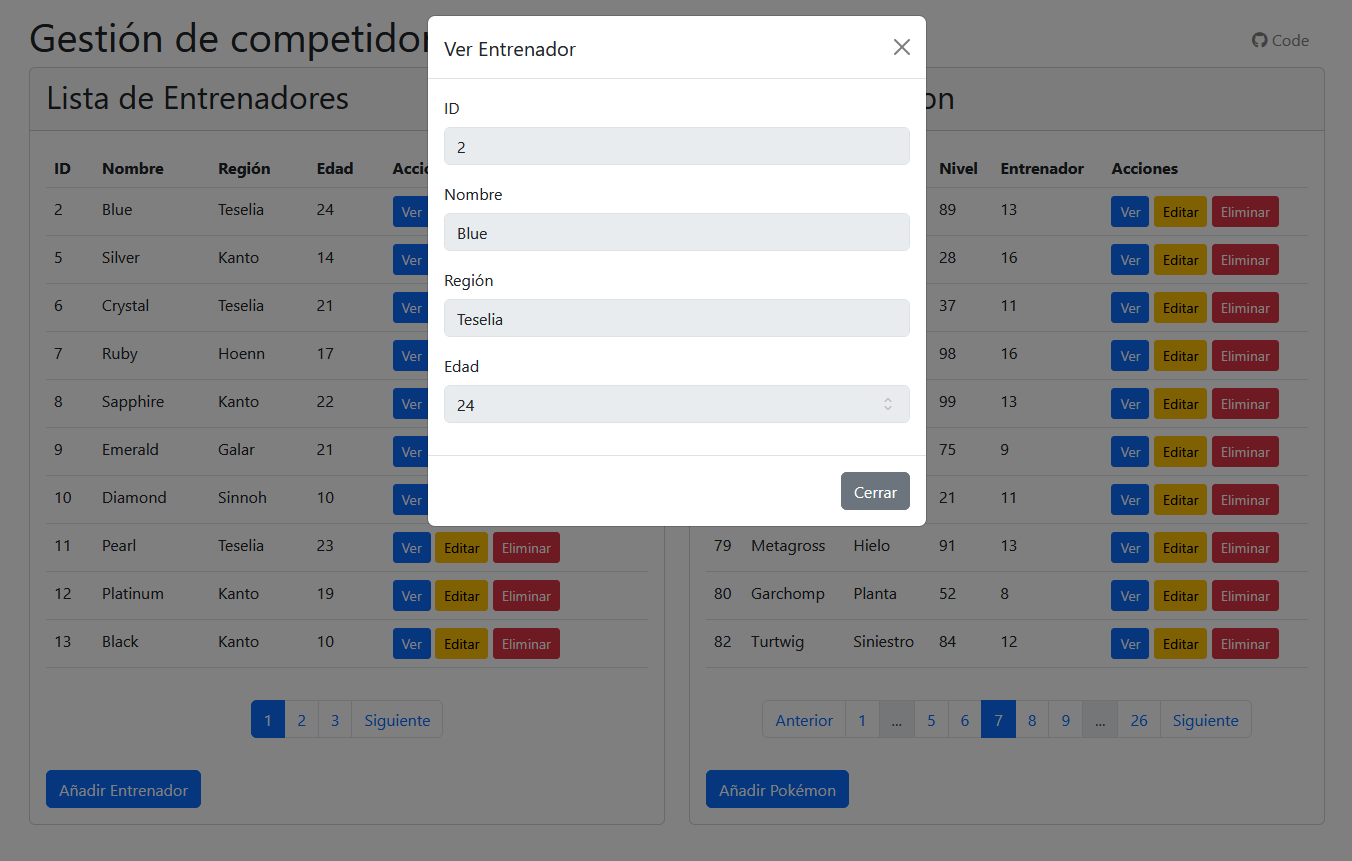 Gestión de competidor
Code
Ver Entrenador
Lista de Entrenadores
on
ID
2
Nombre
Blue
Región
Teselia
Edad
24
Cerrar
ID Nombre Región Edad Accio
2 Blue Teselia 24 Ver
5 Silver Kanto 14 Ver
6 Crystal Teselia 21 Ver
7 Ruby Hoenn 17 Ver
8 Sapphire Kanto 22 Ver
9 Emerald Galar 21 Ver
10 Diamond Sinnoh 10 Ver
11 Pearl Teselia 23 Ver Editar Eliminar
12 Platinum Kanto 19 Ver Editar Eliminar
13 Black Kanto 10 Ver Editar Eliminar
1 2 3 Siguiente
Añadir Entrenador
Nivel Entrenador Acciones
89 13 Ver Editar Eliminar
28 16 Ver Editar Eliminar
37 11 Ver Editar Eliminar
98 16 Ver Editar Eliminar
99 13 Ver Editar Eliminar
75 9 Ver Editar Eliminar
21 11 Ver Editar Eliminar
79 Metagross Hielo 91 13 Ver Editar Eliminar
80 Garchomp Planta 52 8 Ver Editar Eliminar
82 Turtwig Siniestro 84 12 Ver Editar Eliminar
Anterior 1 ... 5 6 7 8 9 ... 26 Siguiente
Añadir Pokémon